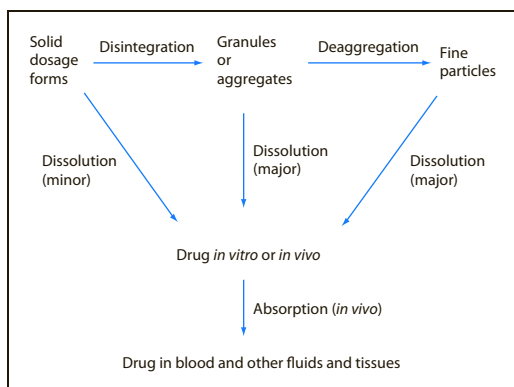 Solid
dosage
forms
Disintegration
Granules
or
aggregates
Deaggregation
Fine
particles
Dissolution
(minor)
Dissolution
(major)
Dissolution
(major)
Drug in vitro or in vivo
Absorption (in vivo)
Drug in blood and other fluids and tissues